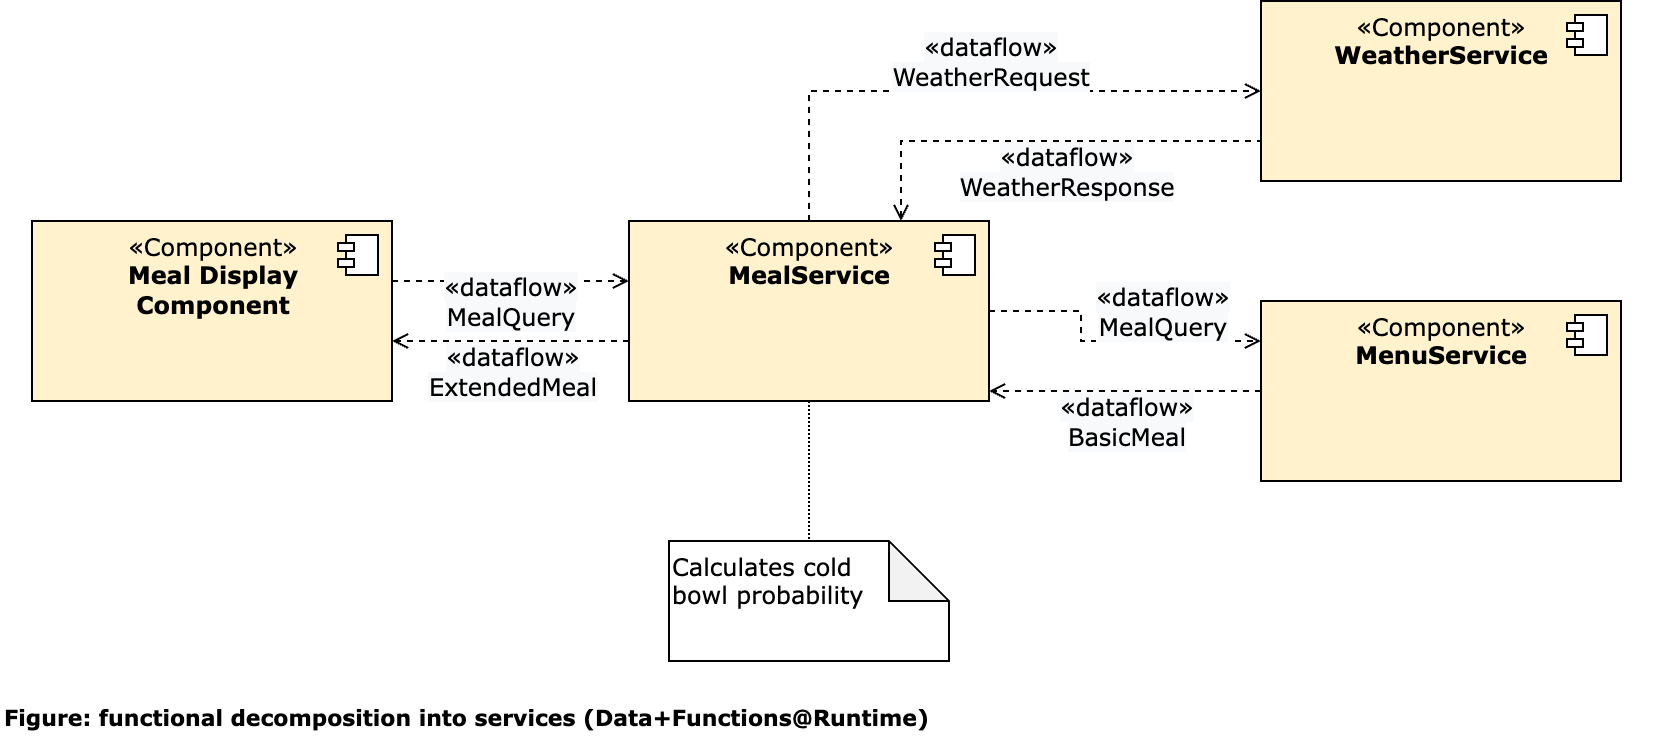 «dataflow»
WeatherRequest
«Component»
WeatherService
«dataflow»
WeatherResponse
«Component»
Meal Display
Component
«dataflow»
MealQuery
«dataflow»
ExtendedMeal
«Component»
MealService
«dataflow»
MealQuery
«dataflow»
BasicMeal
«Component»
MenuService
Calculates cold
bowl probability
Figure: functional decomposition into services (Data+Functions@Runtime)